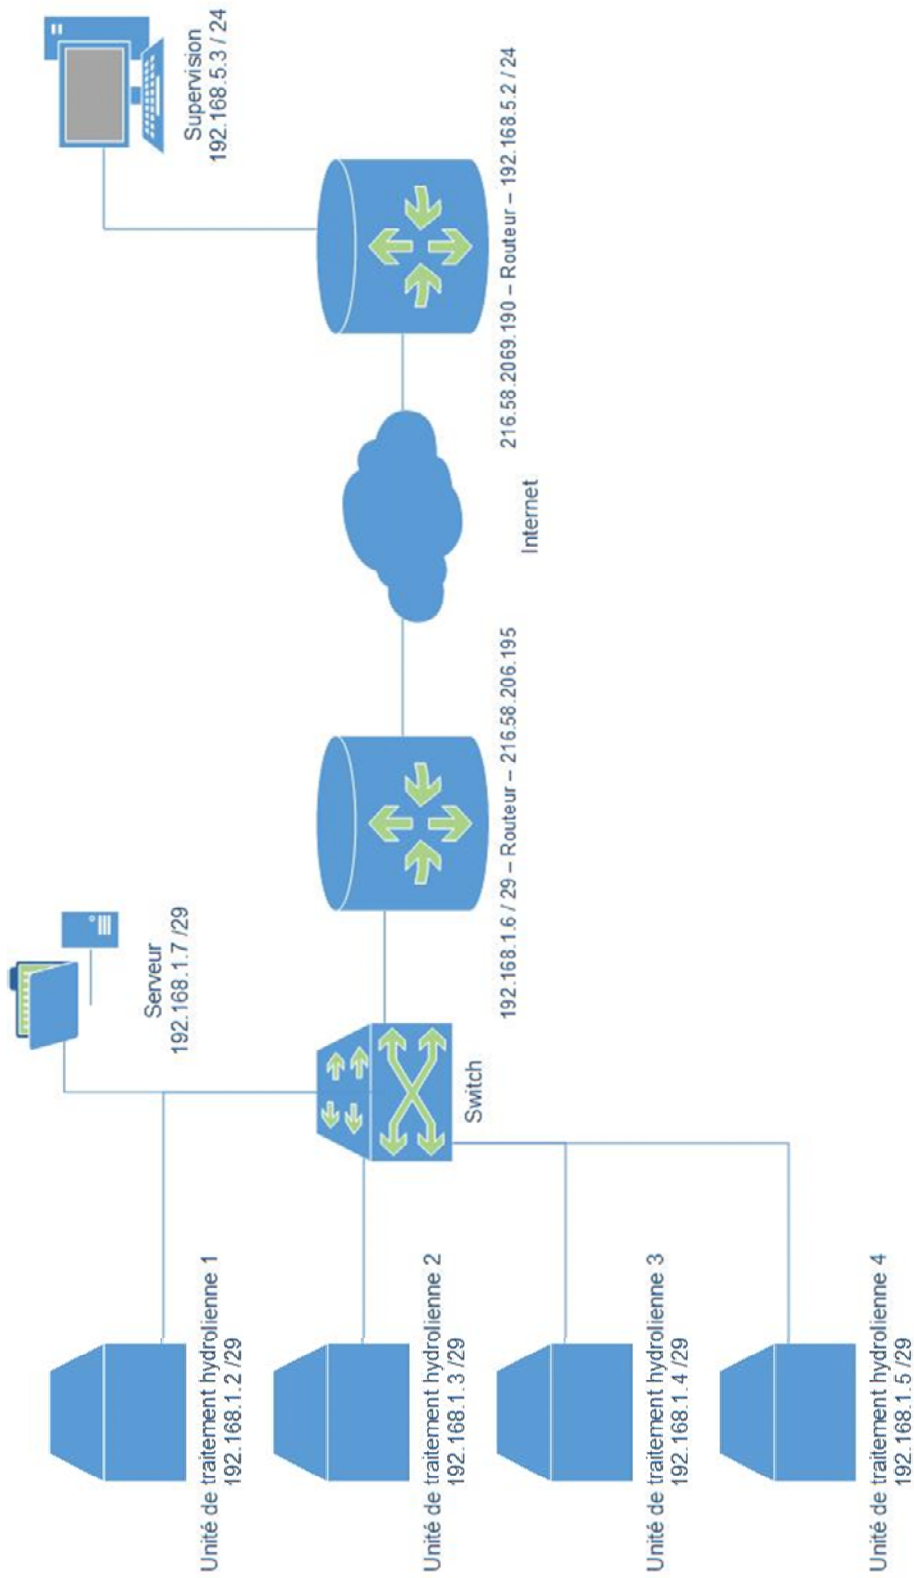 Unité de traitement hydrolienne 1
192.168.1.2 /29
Unité de traitement hydrolienne 2
192.168.1.3 /29
Unité de traitement hydrolienne 3
192.168.1.4 /29
Unité de traitement hydrolienne 4
192.168.1.5 /29
Serveur
192.168.1.7 /29
Switch
192.168.1.6 / 29 – Routeur – 216.58.206.195
Internet
216.58.2069.190 – Routeur – 192.168.5.2 / 24
Supervision
192.168.5.3 / 24